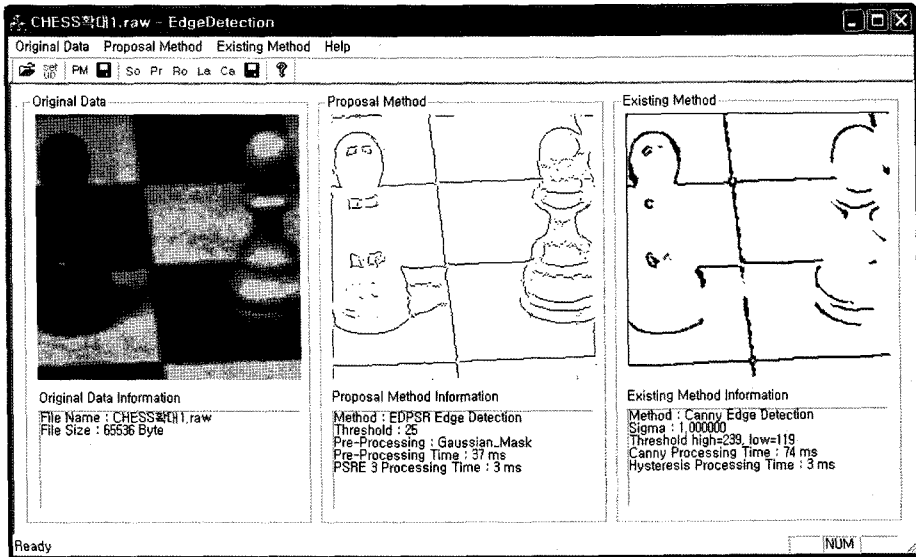 CHESS확대1.raw - EdgeDetection
Original Data Proposal Method Existing Method Help
set up PM So Pr Ro La Ca
Original Data
Proposal Method
Existing Method
Original Data Information
File Name : CHESS확대1.raw
File Size : 65536 Byte
Proposal Method Information
Method : EDPSR Edge Detection
Threshold : 25
Pre-Processing : Gaussian_Mask
Pre-Processing Time : 37 ms
PSRE 3 Processing Time : 3 ms
Existing Method Information
Method : Canny Edge Detection
Sigma : 1,000000
Threshold high=239, low=119
Canny Processing Time : 74 ms
Hysteresis Processing Time : 3 ms
Ready
NUM